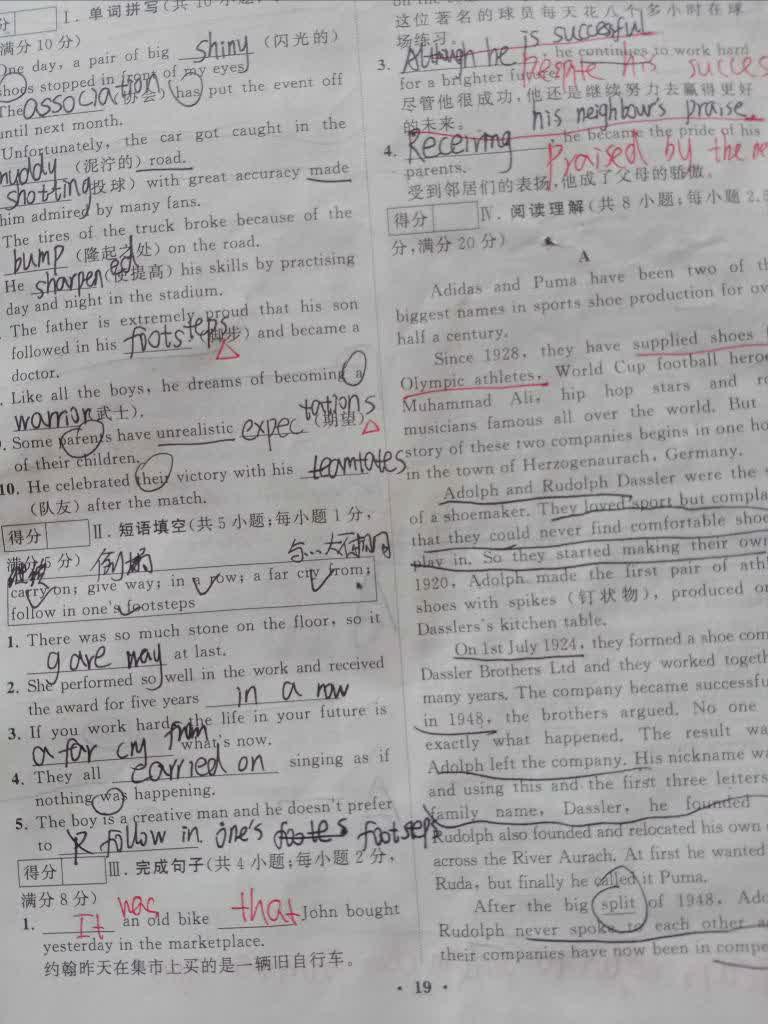 Ⅰ. 单词拼写(共 10 小题
满分 10 分)
One day, a pair of big shiny (闪光的)
shoes stopped in front of my eyes.
The association (协会) has put the event off
until next month.
Unfortunately, the car got caught in the
muddy (泥泞的) road.
shotting (投球) with great accuracy made
him admired by many fans.
The tires of the truck broke because of the
bump (隆起之处) on the road.
He sharpened (使提高) his skills by practising
day and night in the stadium.
The father is extremely proud that his son
followed in his footsteps (脚步) and became a
doctor.
Like all the boys, he dreams of becoming a
warrior (武士).
Some parents have unrealistic expectations (期望)
of their children.
10. He celebrated their victory with his teamtates
(队友) after the match.
得分
Ⅱ. 短语填空(共 5 小题;每小题 1 分,
满分 5 分)
倒塌 与…大不相同
carry on; give way; in a row; a far cry from;
follow in one's footsteps
1. There was so much stone on the floor, so it
gave way at last.
2. She performed so well in the work and received
the award for five years in a row
3. If you work hard, the life in your future is
a far cry from what's now.
4. They all carried on singing as if
nothing was happening.
5. The boy is a creative man and he doesn't prefer
to follow in one's footsteps
得分
Ⅲ. 完成句子(共 4 小题;每小题 2 分,
满分 8 分)
1. It was an old bike that John bought
yesterday in the marketplace.
约翰昨天在集市上买的是一辆旧自行车。
这位著名的球员每天花八个多小时在球
场练习。
3. Although he is successful, he continues to work hard
for a brighter future. Despite his succes
尽管他很成功,他还是继续努力去赢得更好
的未来。
4. Receiving his neighbour's praise, he became the pride of his
parents. Praised by the ne
受到邻居们的表扬,他成了父母的骄傲。
得分
Ⅳ. 阅读理解(共 8 小题;每小题 2.5
分,满分 20 分)
A
Adidas and Puma have been two of th
biggest names in sports shoe production for ov
half a century.
Since 1928, they have supplied shoes
Olympic athletes, World Cup football heroe
Muhammad Ali, hip hop stars and ro
musicians famous all over the world. But
story of these two companies begins in one ho
in the town of Herzogenaurach, Germany.
Adolph and Rudolph Dassler were the s
of a shoemaker. They loved sport but compla
that they could never find comfortable shoe
play in. So they started making their own
1920, Adolph made the first pair of athl
shoes with spikes (钉状物), produced on
Dasslers's kitchen table.
On 1st July 1924, they formed a shoe com
Dassler Brothers Ltd and they worked togeth
many years. The company became successfu
in 1948, the brothers argued. No one
exactly what happened. The result wa
Adolph left the company. His nickname wa
and using this and the first three letters
family name, Dassler, he founded
Rudolph also founded and relocated his own
across the River Aurach. At first he wanted
Ruda, but finally he called it Puma.
After the big split of 1948, Ado
Rudolph never spoke to each other a
their companies have now been in compe
· 19 ·